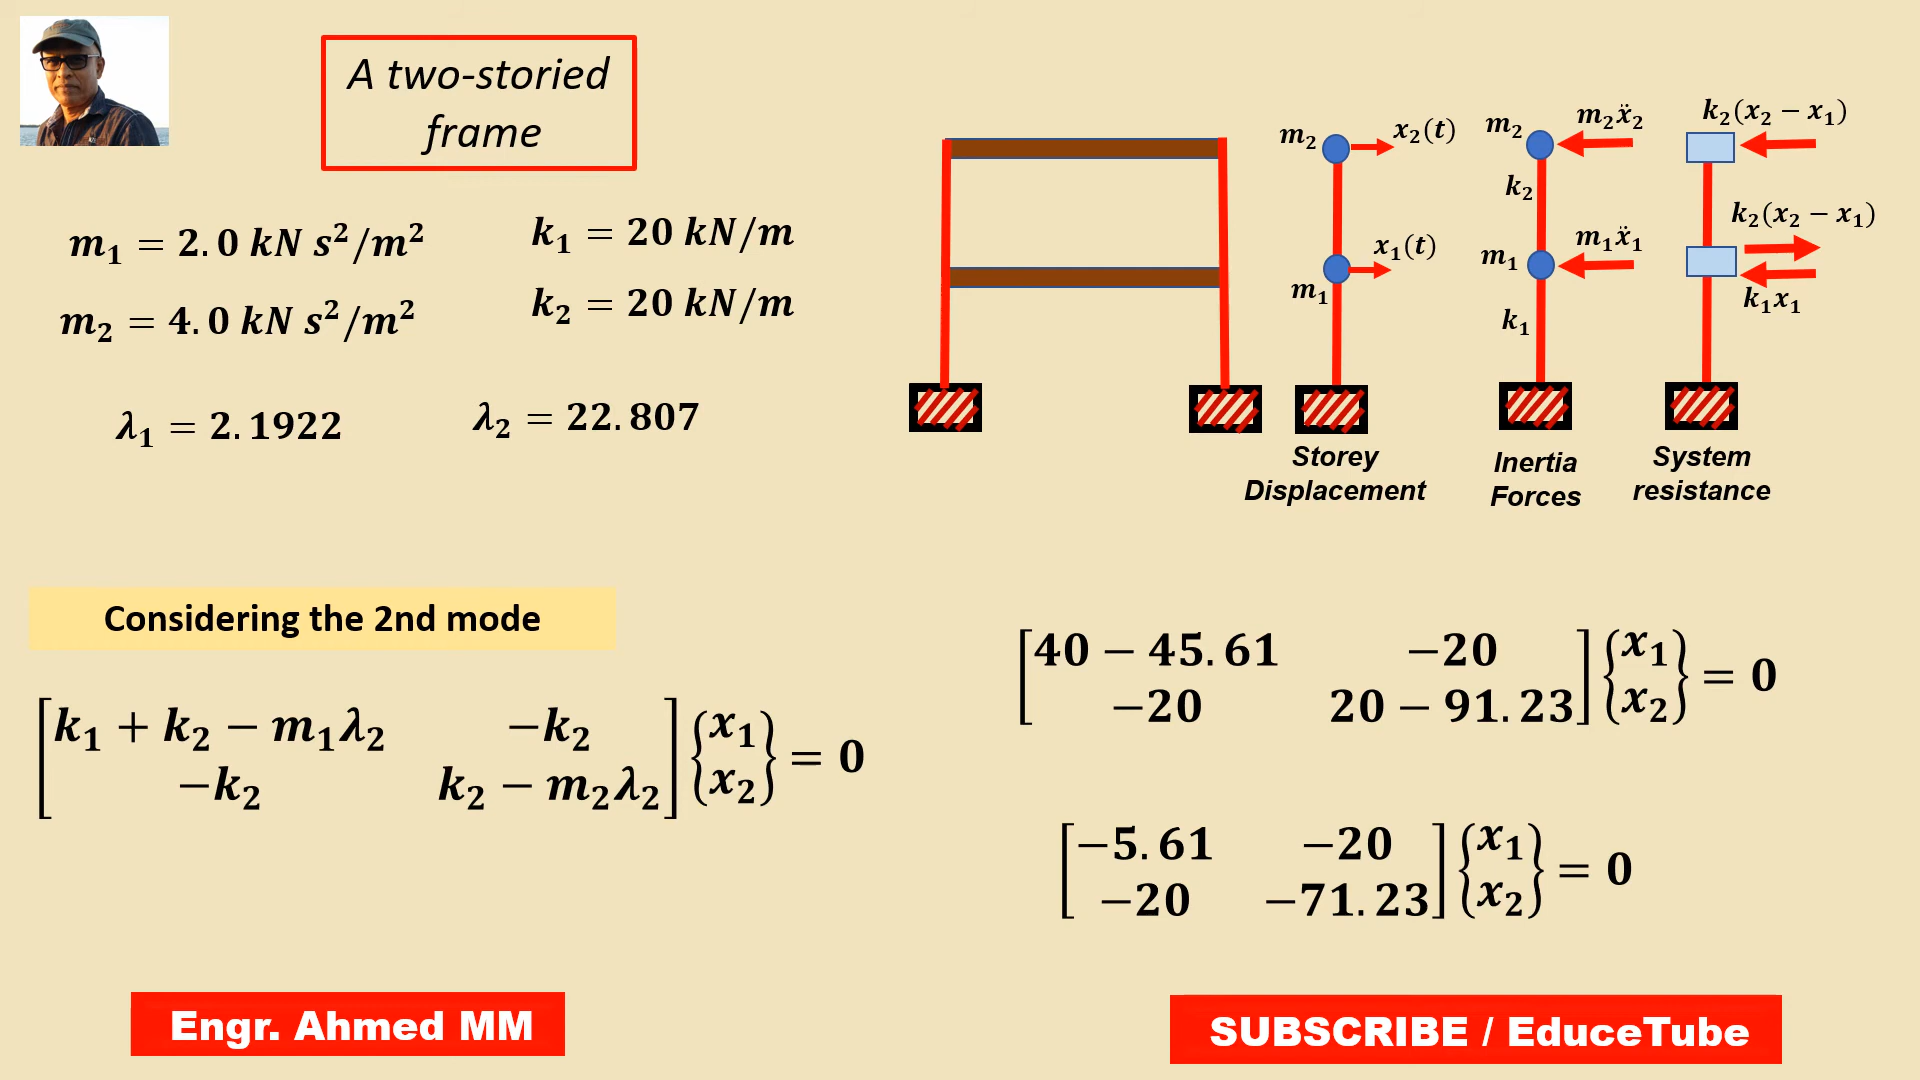 A two-storied
frame
m₁ = 2.0 kN s²/m²
k₁ = 20 kN/m
m₂ = 4.0 kN s²/m²
k₂ = 20 kN/m
λ₁ = 2.1922
λ₂ = 22.807
m₂
x₂(t)
x₁(t)
m₁
Storey
Displacement
m₂
m₂ẍ₂
k₂
m₁ẍ₁
m₁
k₁
Inertia
Forces
k₂(x₂ − x₁)
k₂(x₂ − x₁)
k₁x₁
System
resistance
Considering the 2nd mode
[k₁ + k₂ − m₁λ₂ −k₂] {x₁}
[−k₂ k₂ − m₂λ₂] {x₂} = 0
[40 − 45.61 −20] {x₁}
[−20 20 − 91.23] {x₂} = 0
[−5.61 −20] {x₁}
[−20 −71.23] {x₂} = 0
Engr. Ahmed MM
SUBSCRIBE / EduceTube